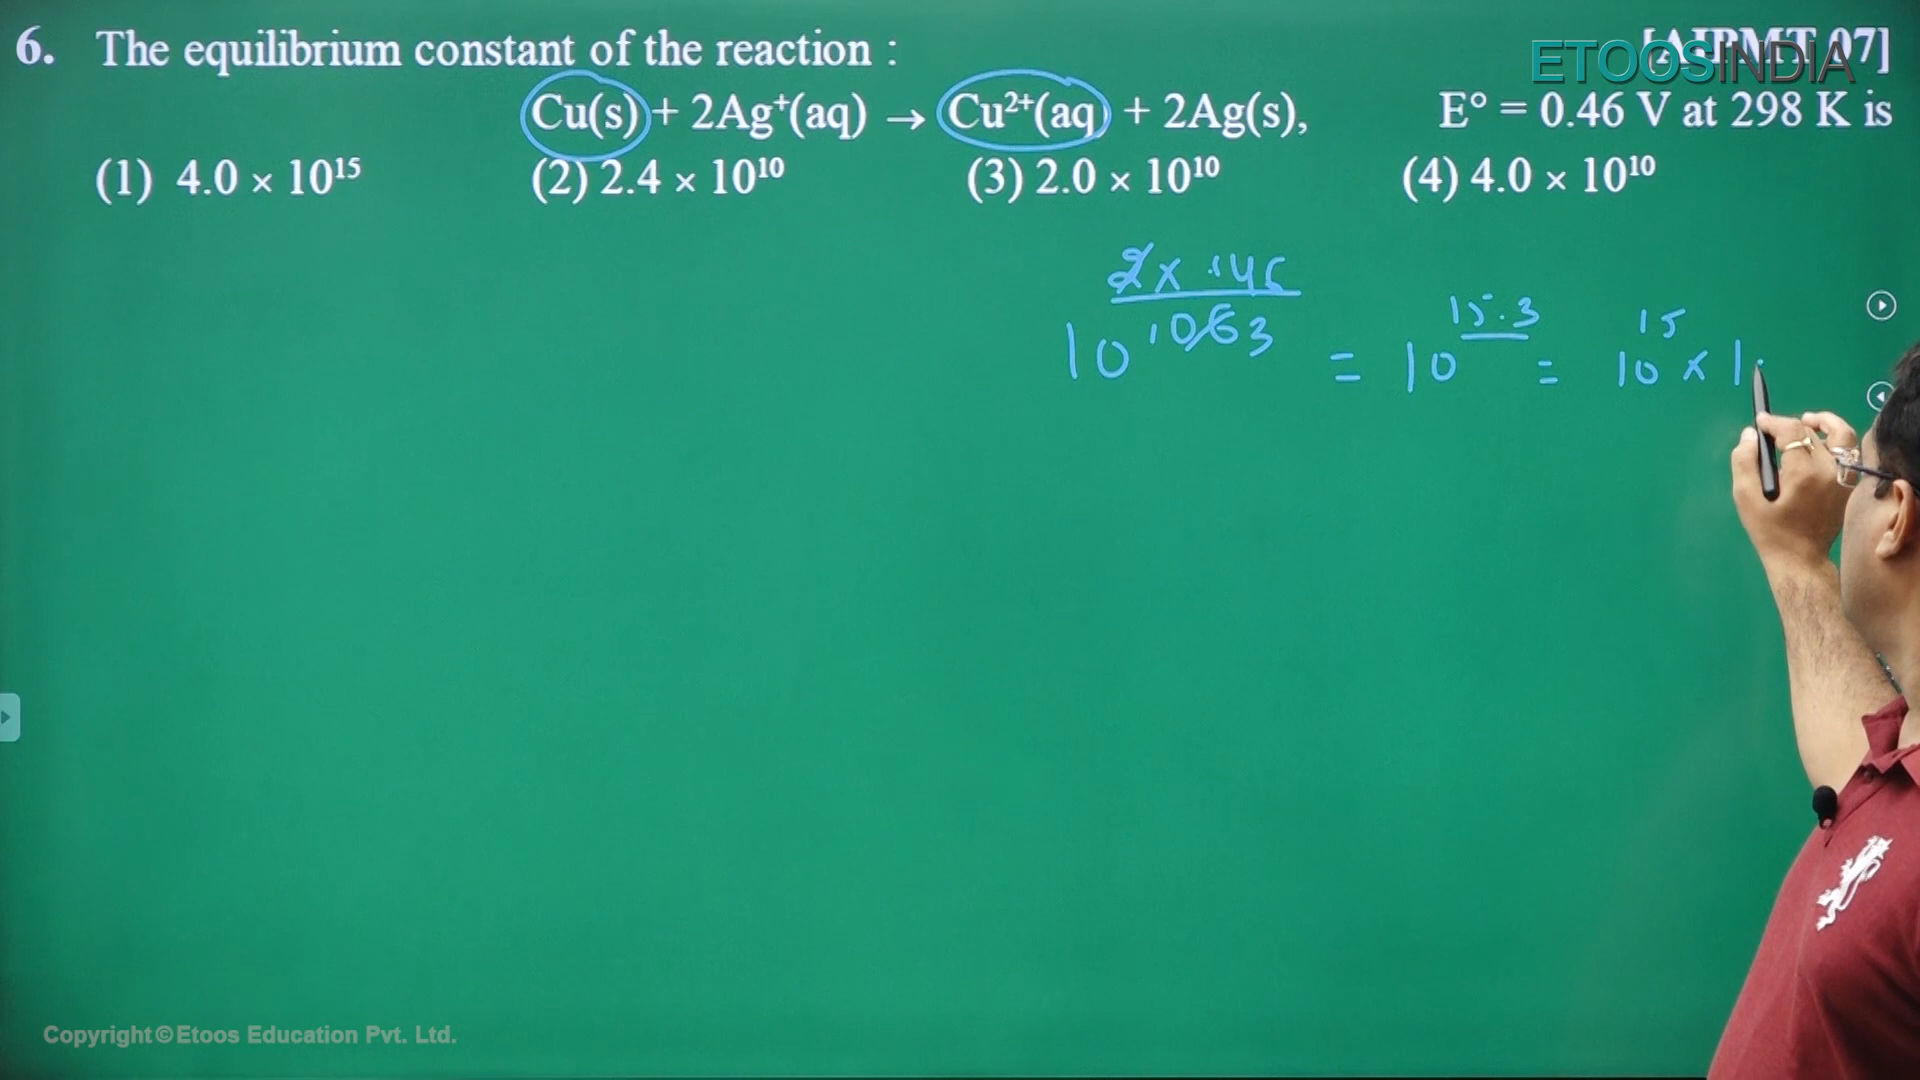 6. The equilibrium constant of the reaction : [AIPMT 07]
ETOOSINDIA
Cu(s) + 2Ag⁺(aq) → Cu²⁺(aq) + 2Ag(s), E° = 0.46 V at 298 K is
(1) 4.0 × 10¹⁵ (2) 2.4 × 10¹⁰ (3) 2.0 × 10¹⁰ (4) 4.0 × 10¹⁰
2 × .46
10 = 10 15.3 = 10 15 × 1.
Copyright © Etoos Education Pvt. Ltd.